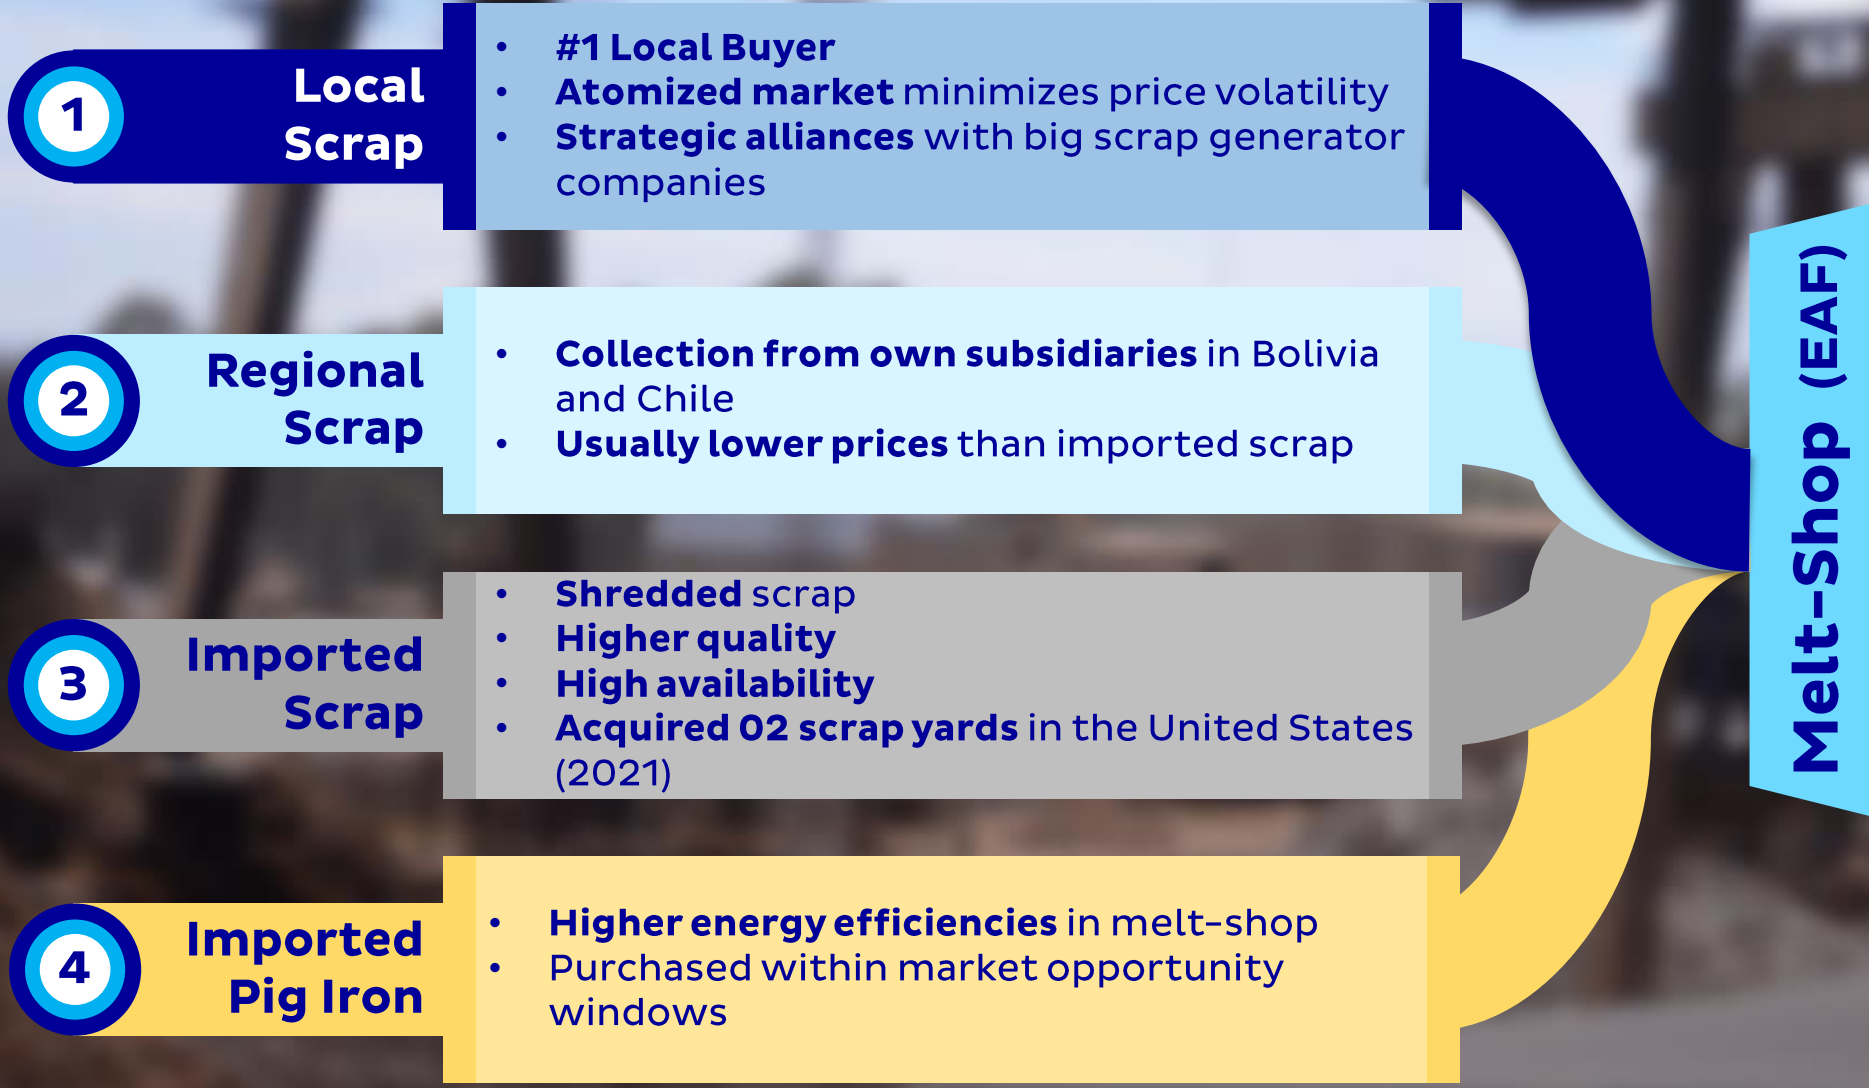 1
Local
Scrap
• #1 Local Buyer
• Atomized market minimizes price volatility
• Strategic alliances with big scrap generator
companies
2
Regional
Scrap
• Collection from own subsidiaries in Bolivia
and Chile
• Usually lower prices than imported scrap
3
Imported
Scrap
• Shredded scrap
• Higher quality
• High availability
• Acquired 02 scrap yards in the United States
(2021)
4
Imported
Pig Iron
• Higher energy efficiencies in melt-shop
• Purchased within market opportunity
windows
Melt-Shop (EAF)